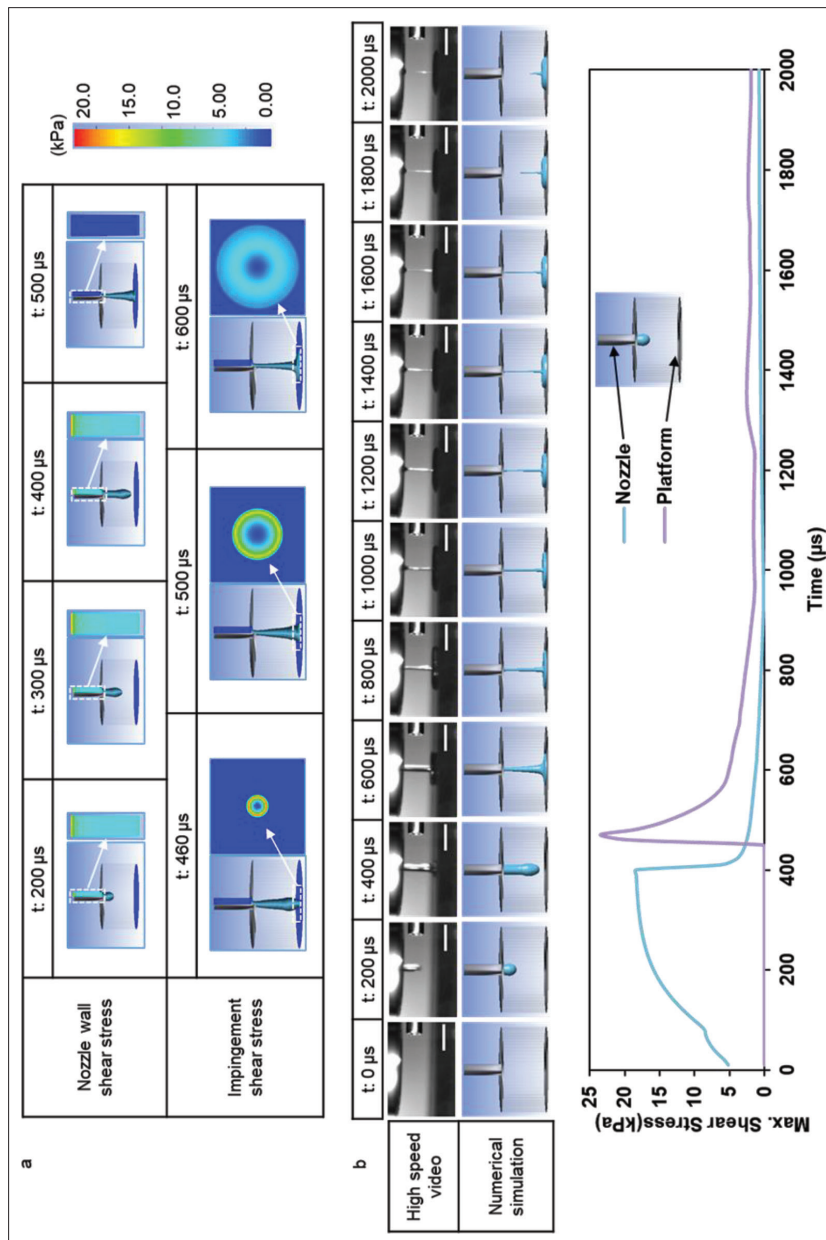 a
Nozzle wall
shear stress
t: 200 µs
t: 300 µs
t: 400 µs
t: 500 µs
Impingement
shear stress
t: 460 µs
t: 500 µs
t: 600 µs
(kPa)
20.0
15.0
10.0
5.00
0.00
b
t: 0 µs
t: 200 µs
t: 400 µs
t: 600 µs
t: 800 µs
t: 1000 µs
t: 1200 µs
t: 1400 µs
t: 1600 µs
t: 1800 µs
t: 2000 µs
High speed
video
Numerical
simulation
Max. Shear Stress(kPa)
25
20
15
10
5
0
Nozzle
Platform
0
200
400
600
800
1000
1200
1400
1600
1800
2000
Time (µs)